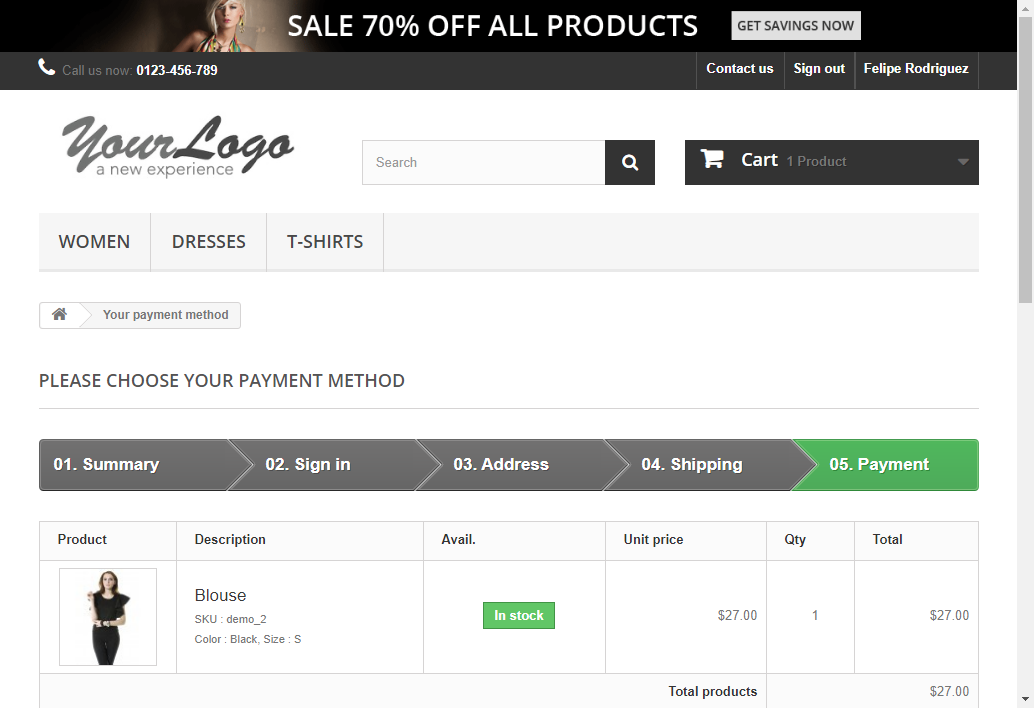 SALE 70% OFF ALL PRODUCTS GET SAVINGS NOW
Call us now: 0123-456-789 Contact us Sign out Felipe Rodriguez
YourLogo
a new experience
Search Cart 1 Product
WOMEN DRESSES T-SHIRTS
Your payment method
PLEASE CHOOSE YOUR PAYMENT METHOD
01. Summary 02. Sign in 03. Address 04. Shipping 05. Payment
Product Description Avail. Unit price Qty Total
Blouse
SKU : demo_2
Color : Black, Size : S
In stock $27.00 1 $27.00
Total products $27.00